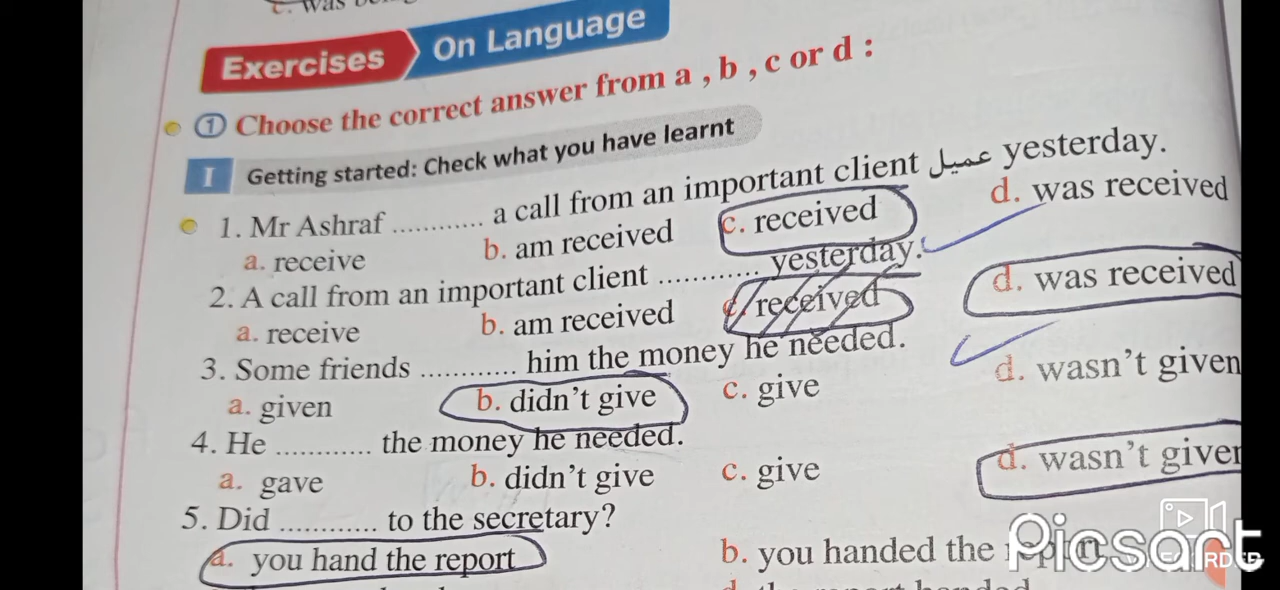 c. was
Exercises On Language
① Choose the correct answer from a , b , c or d :
I Getting started: Check what you have learnt
1. Mr Ashraf ............ a call from an important client عميل yesterday.
a. receive b. am received c. received d. was received
2. A call from an important client ............ yesterday.
a. receive b. am received c. received d. was received
3. Some friends ............ him the money he needed.
a. given b. didn't give c. give d. wasn't given
4. He ............ the money he needed.
a. gave b. didn't give c. give d. wasn't given
5. Did ............ to the secretary?
a. you hand the report b. you handed the report
Picsart